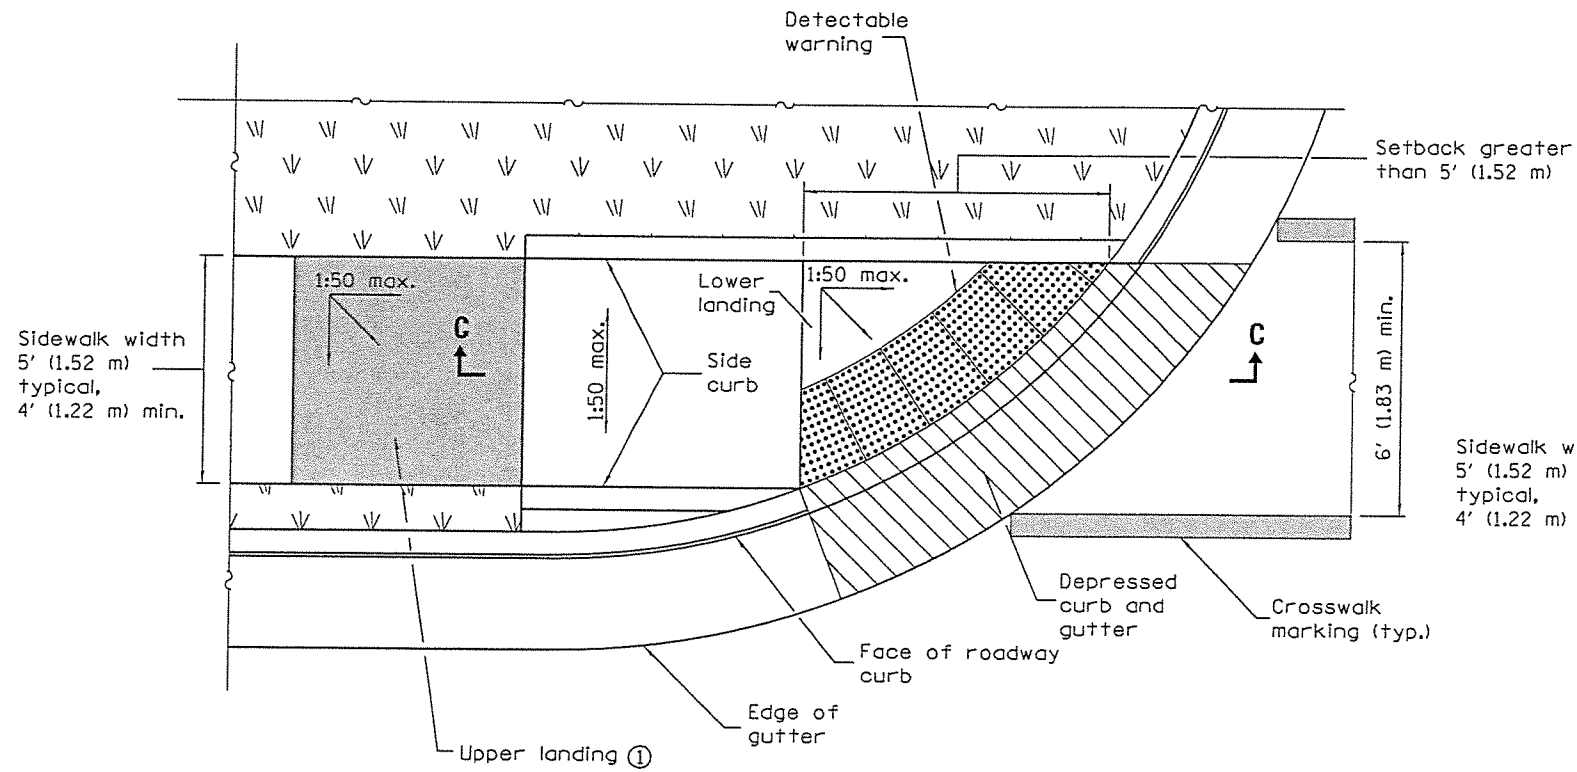 Detectable
warning
Setback greater
than 5' (1.52 m)
1:50 max.
Lower
landing
1:50 max.
C
C
Sidewalk width
5' (1.52 m)
typical,
4' (1.22 m) min.
1:50 max.
Side
curb
6' (1.83 m) min.
Sidewalk w
5' (1.52 m)
typical,
4' (1.22 m)
Depressed
curb and
gutter
Crosswalk
marking (typ.)
Face of roadway
curb
Edge of
gutter
Upper landing ①